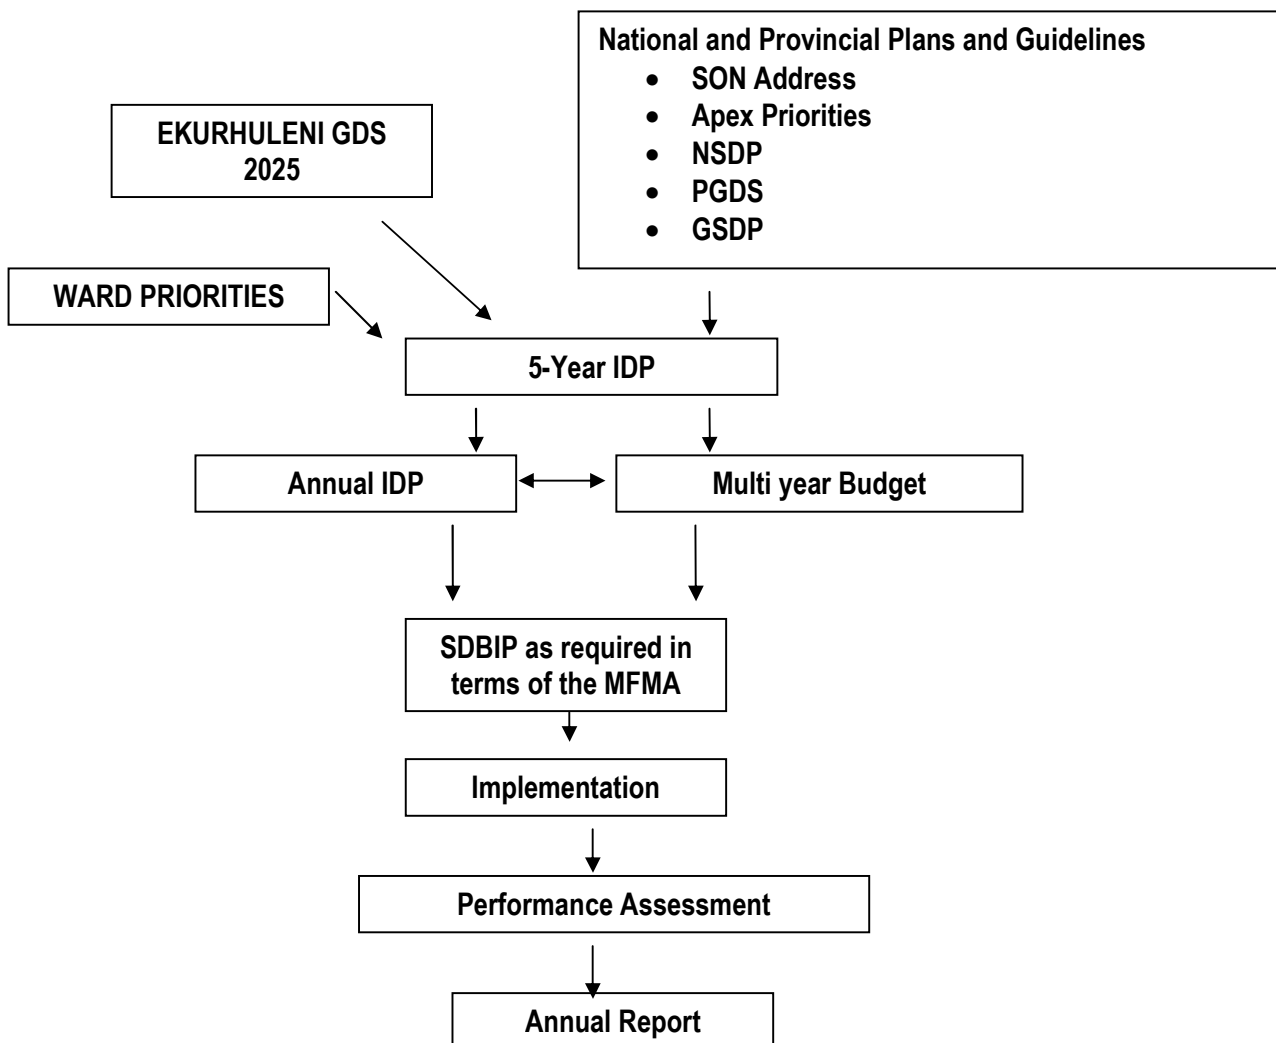 National and Provincial Plans and Guidelines
• SON Address
• Apex Priorities
• NSDP
• PGDS
• GSDP
EKURHULENI GDS
2025
WARD PRIORITIES
5-Year IDP
Annual IDP
Multi year Budget
SDBIP as required in
terms of the MFMA
Implementation
Performance Assessment
Annual Report